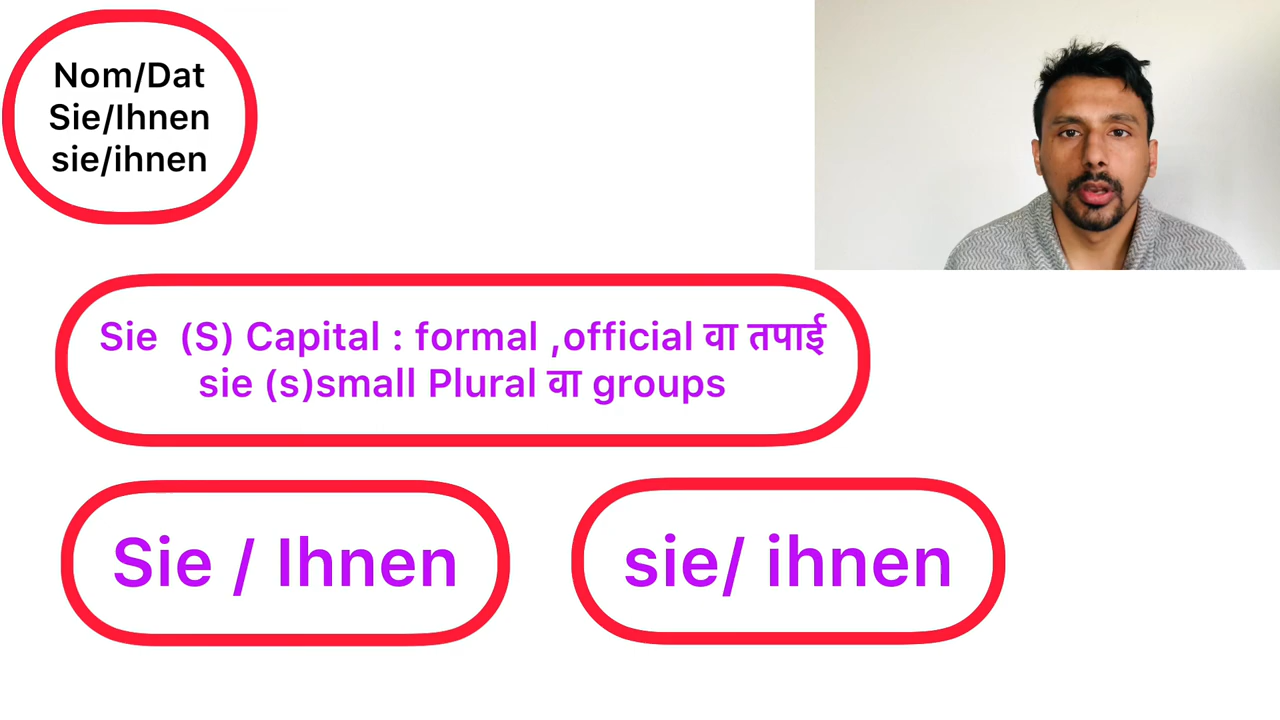 Nom/Dat
Sie/Ihnen
sie/ihnen
Sie (S) Capital : formal ,official वा तपाई
sie (s)small Plural वा groups
Sie / Ihnen
sie/ ihnen